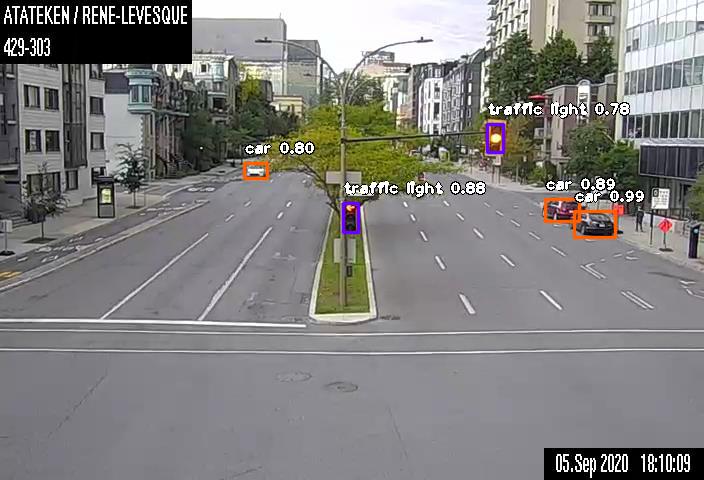 ATATEKEN / RENE-LEVESQUE
429-303
traffic light 0.78
car 0.80
traffic light 0.88
car 0.89
car 0.99
05.Sep 2020 18:10:09